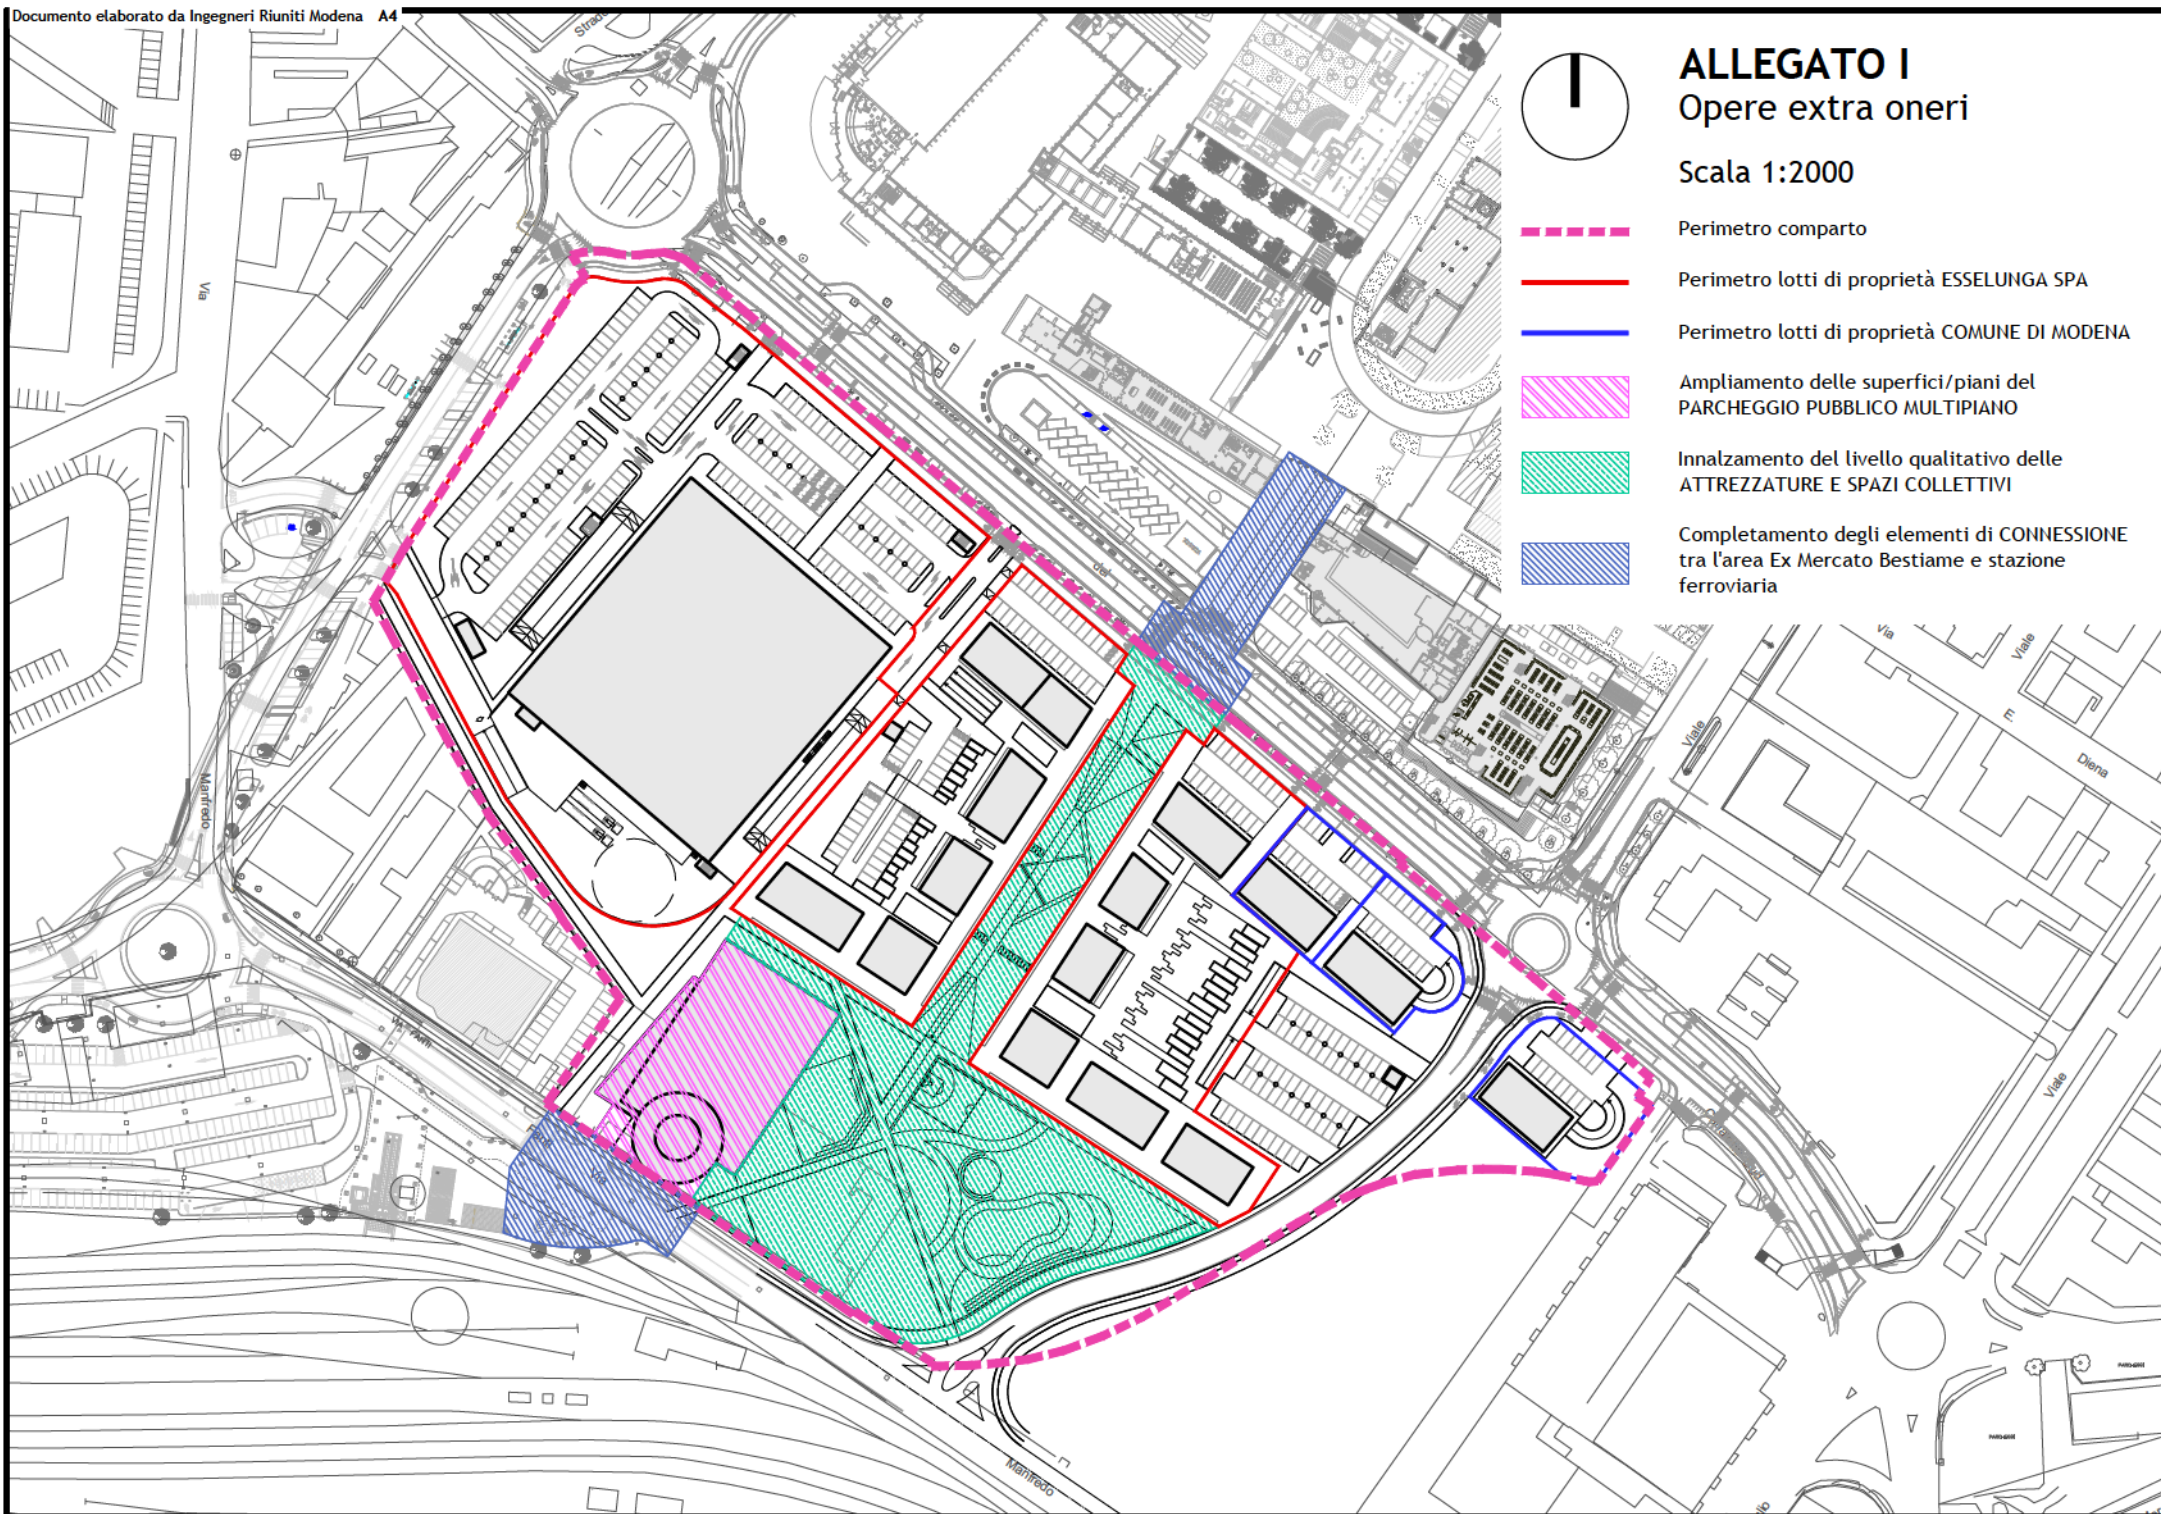 Documento elaborato da Ingegneri Riuniti Modena A4
ALLEGATO I
Opere extra oneri
Scala 1:2000
Perimetro comparto
Perimetro lotti di proprietà ESSELUNGA SPA
Perimetro lotti di proprietà COMUNE DI MODENA
Ampliamento delle superfici/piani del
PARCHEGGIO PUBBLICO MULTIPIANO
Innalzamento del livello qualitativo delle
ATTREZZATURE E SPAZI COLLETTIVI
Completamento degli elementi di CONNESSIONE
tra l'area Ex Mercato Bestiame e stazione
ferroviaria
Via
del
Via
Viale
E
Viale
Diena
Manfredo
Viale
Via
Manfredo